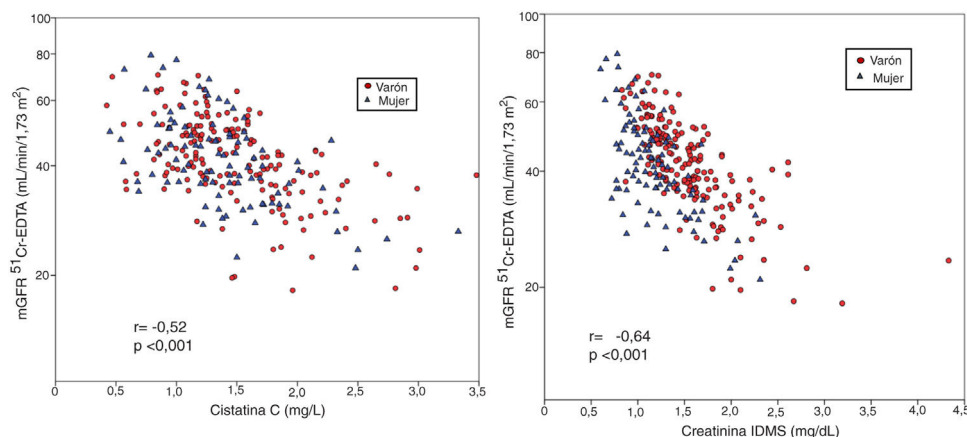 100
80
60
40
20
mGFR ⁵¹Cr-EDTA (mL/min/1,73 m²)
Varón
Mujer
r= -0,52
p <0,001
0
0,5
1,0
1,5
2,0
2,5
3,0
3,5
Cistatina C (mg/L)
100
80
60
40
20
mGFR ⁵¹Cr-EDTA (mL/min/1,73 m²)
Varón
Mujer
r= -0,64
p <0,001
0
0,5
1,0
1,5
2,0
2,5
3,0
3,5
4,0
4,5
Creatinina IDMS (mg/dL)